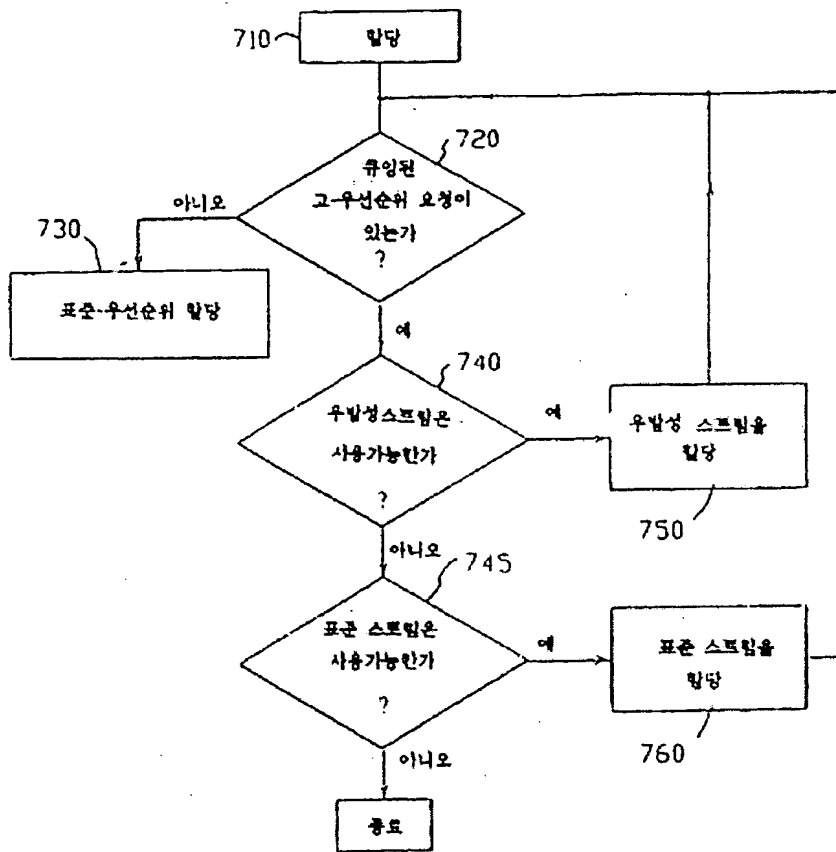 710
할당
720
큐잉된
고-우선순위 요청이
있는가
?
아니오
730
표준-우선순위 할당
예
740
우발성스트림은
사용가능한가
?
예
우발성 스트림을
할당
750
아니오
745
표준 스트림은
사용가능한가
?
예
표준 스트림을
할당
760
아니오
종료